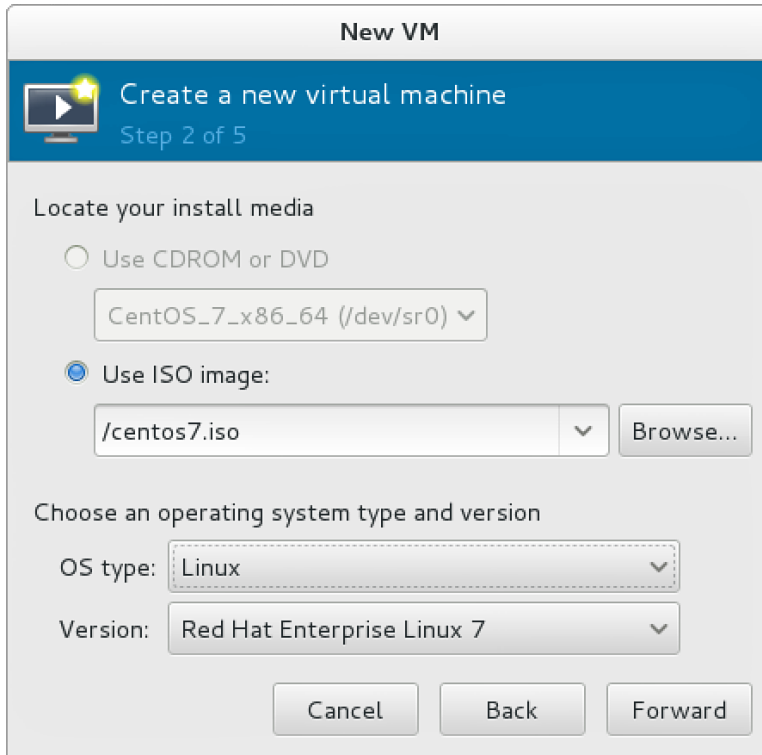 New VM
Create a new virtual machine
Step 2 of 5
Locate your install media
Use CDROM or DVD
CentOS_7_x86_64 (/dev/sr0)
Use ISO image:
/centos7.iso
Browse...
Choose an operating system type and version
OS type: Linux
Version: Red Hat Enterprise Linux 7
Cancel Back Forward